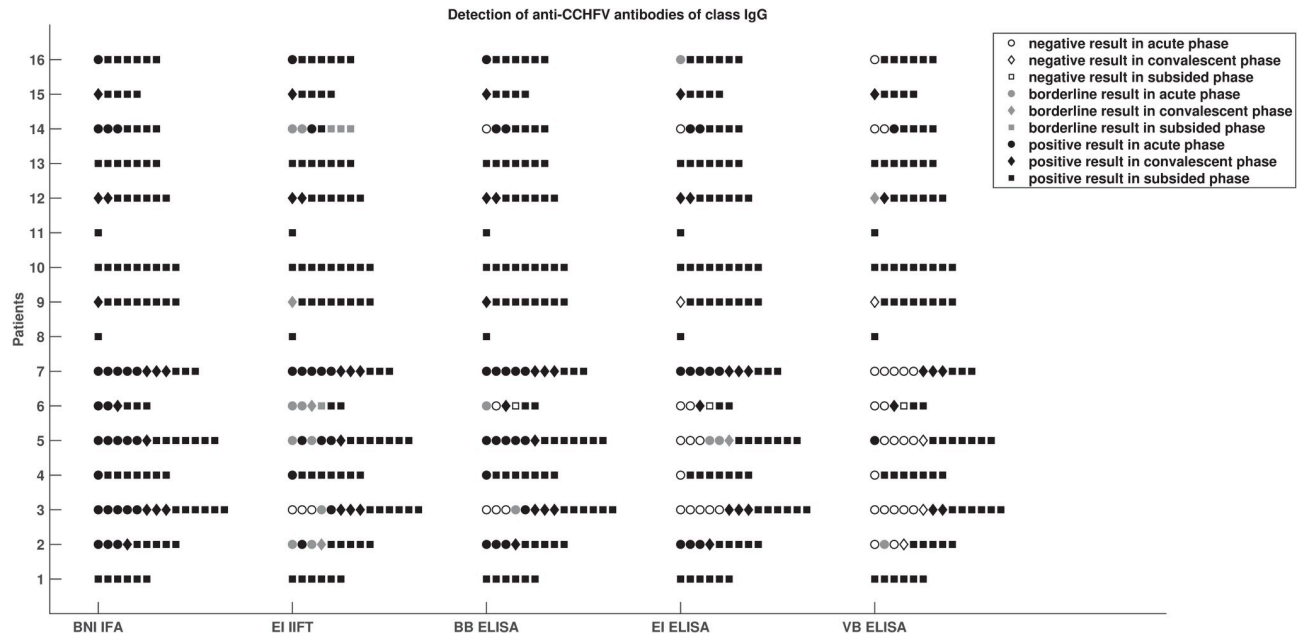 Detection of anti-CCHFV antibodies of class IgG
negative result in acute phase
negative result in convalescent phase
negative result in subsided phase
borderline result in acute phase
borderline result in convalescent phase
borderline result in subsided phase
positive result in acute phase
positive result in convalescent phase
positive result in subsided phase
Patients
16
15
14
13
12
11
10
9
8
7
6
5
4
3
2
1
BNI IFA
EI IIFT
BB ELISA
EI ELISA
VB ELISA